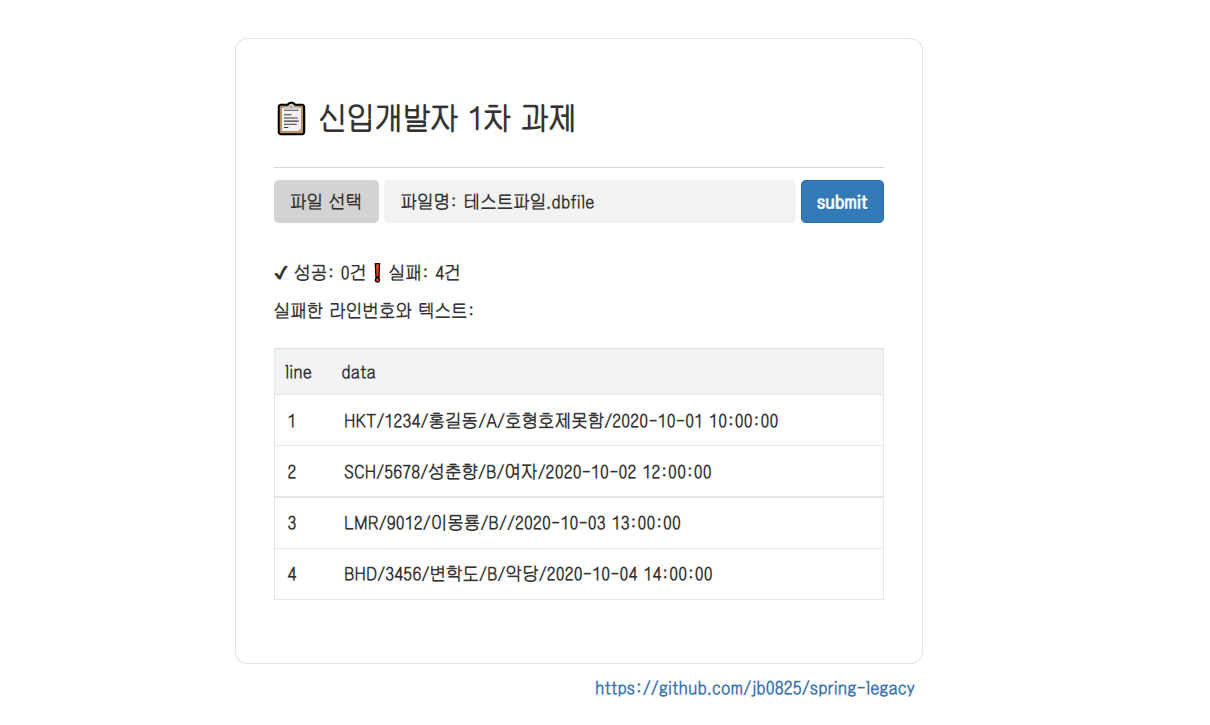 신입개발자 1차 과제
파일 선택 파일명: 테스트파일.dbfile submit
✔ 성공: 0건❗실패: 4건
실패한 라인번호와 텍스트:
line data
1 HKT/1234/홍길동/A/호형호제못함/2020-10-01 10:00:00
2 SCH/5678/성춘향/B/여자/2020-10-02 12:00:00
3 LMR/9012/이몽룡/B//2020-10-03 13:00:00
4 BHD/3456/변학도/B/악당/2020-10-04 14:00:00
https://github.com/jb0825/spring-legacy